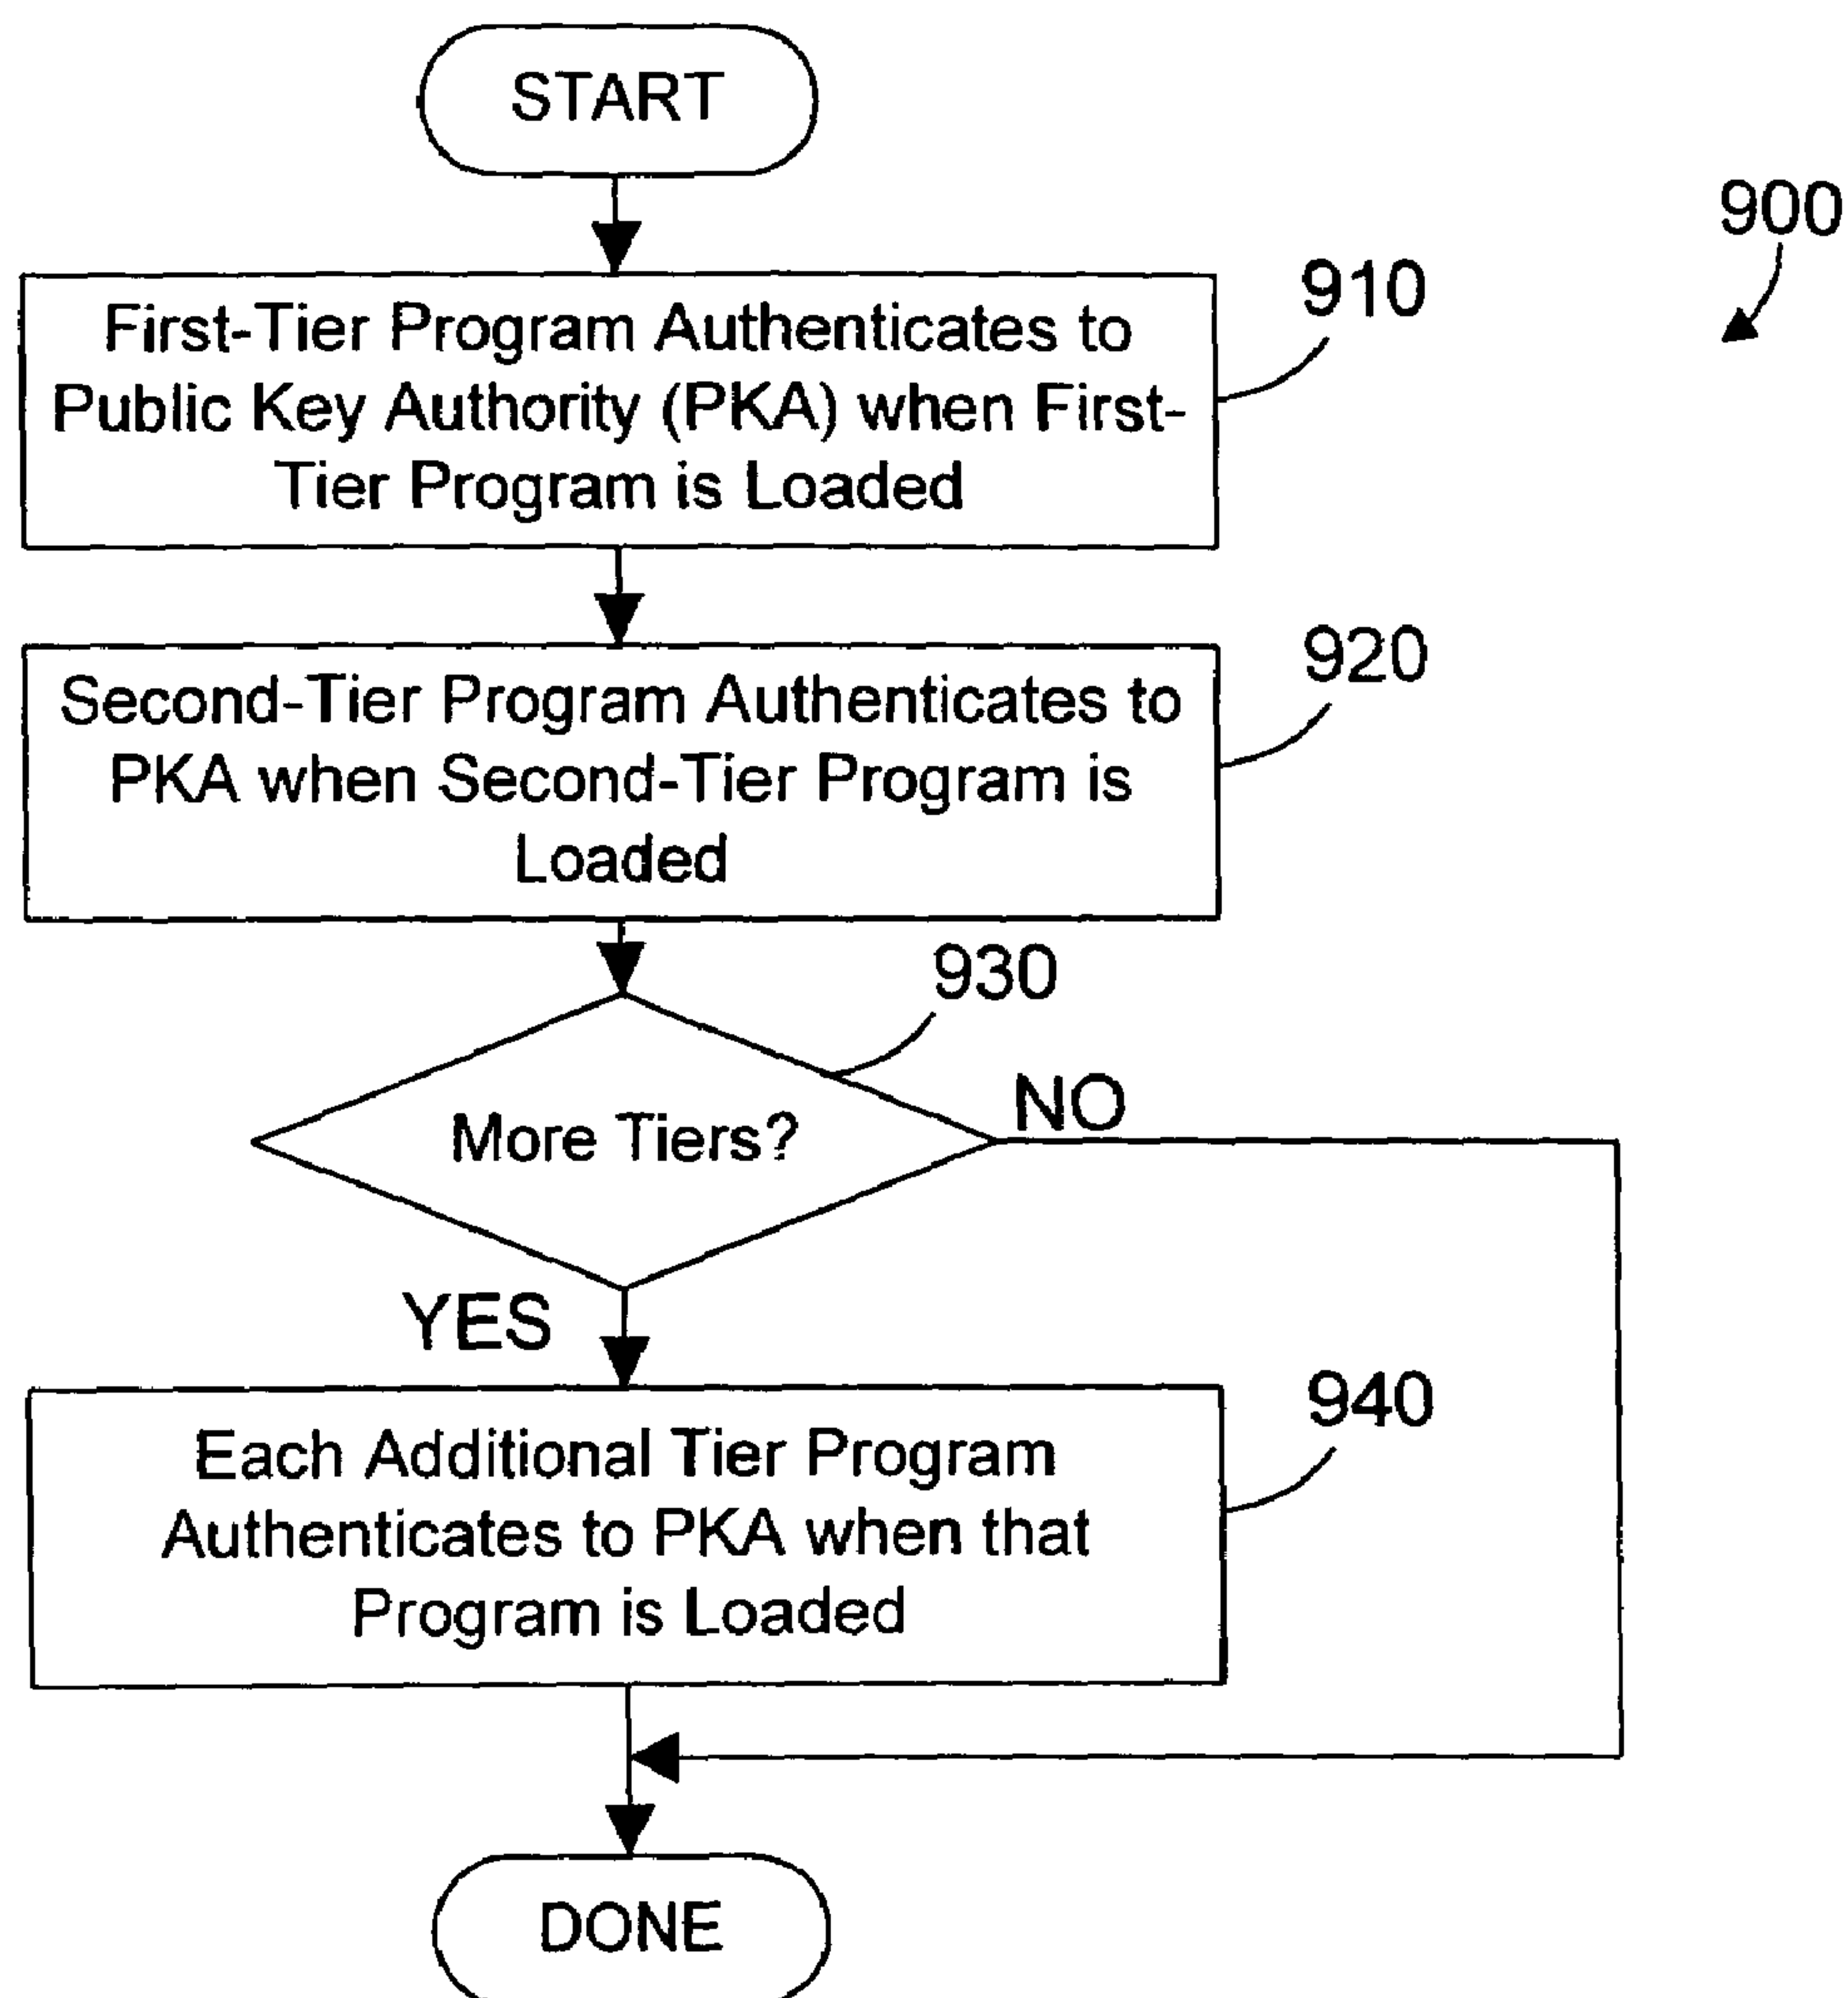 START
900
910
First-Tier Program Authenticates to
Public Key Authority (PKA) when First-
Tier Program is Loaded
920
Second-Tier Program Authenticates to
PKA when Second-Tier Program is
Loaded
930
More Tiers?
NO
YES
940
Each Additional Tier Program
Authenticates to PKA when that
Program is Loaded
DONE